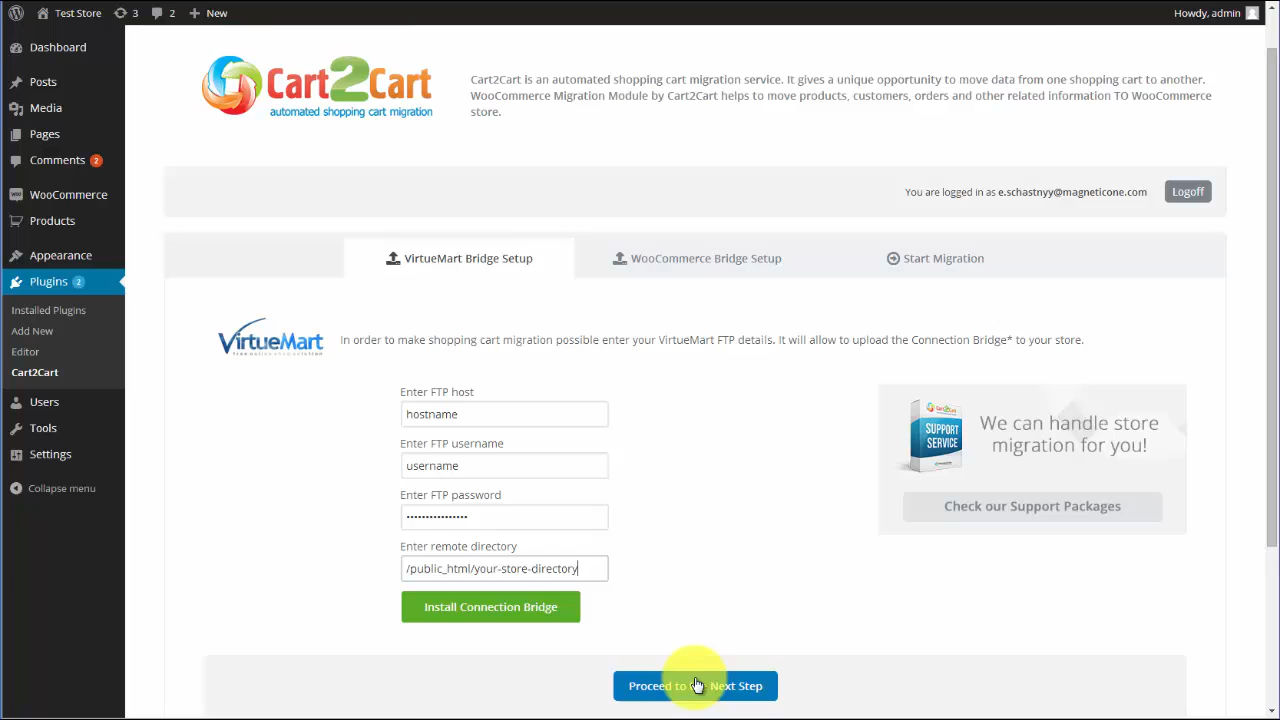 Test Store 3 2 New Howdy, admin
Dashboard
Posts
Media
Pages
Comments 2
WooCommerce
Products
Appearance
Plugins 2
Installed Plugins
Add New
Editor
Cart2Cart
Users
Tools
Settings
Collapse menu
Cart2Cart
automated shopping cart migration
Cart2Cart is an automated shopping cart migration service. It gives a unique opportunity to move data from one shopping cart to another.
WooCommerce Migration Module by Cart2Cart helps to move products, customers, orders and other related information TO WooCommerce
store.
You are logged in as e.schastnyy@magneticone.com Logoff
VirtueMart Bridge Setup WooCommerce Bridge Setup Start Migration
VirtueMart
In order to make shopping cart migration possible enter your VirtueMart FTP details. It will allow to upload the Connection Bridge* to your store.
Enter FTP host
hostname
Enter FTP username
username
Enter FTP password
••••••••••••••••
Enter remote directory
/public_html/your-store-directory
Install Connection Bridge
SUPPORT
SERVICE
We can handle store
migration for you!
Check our Support Packages
Proceed to Next Step